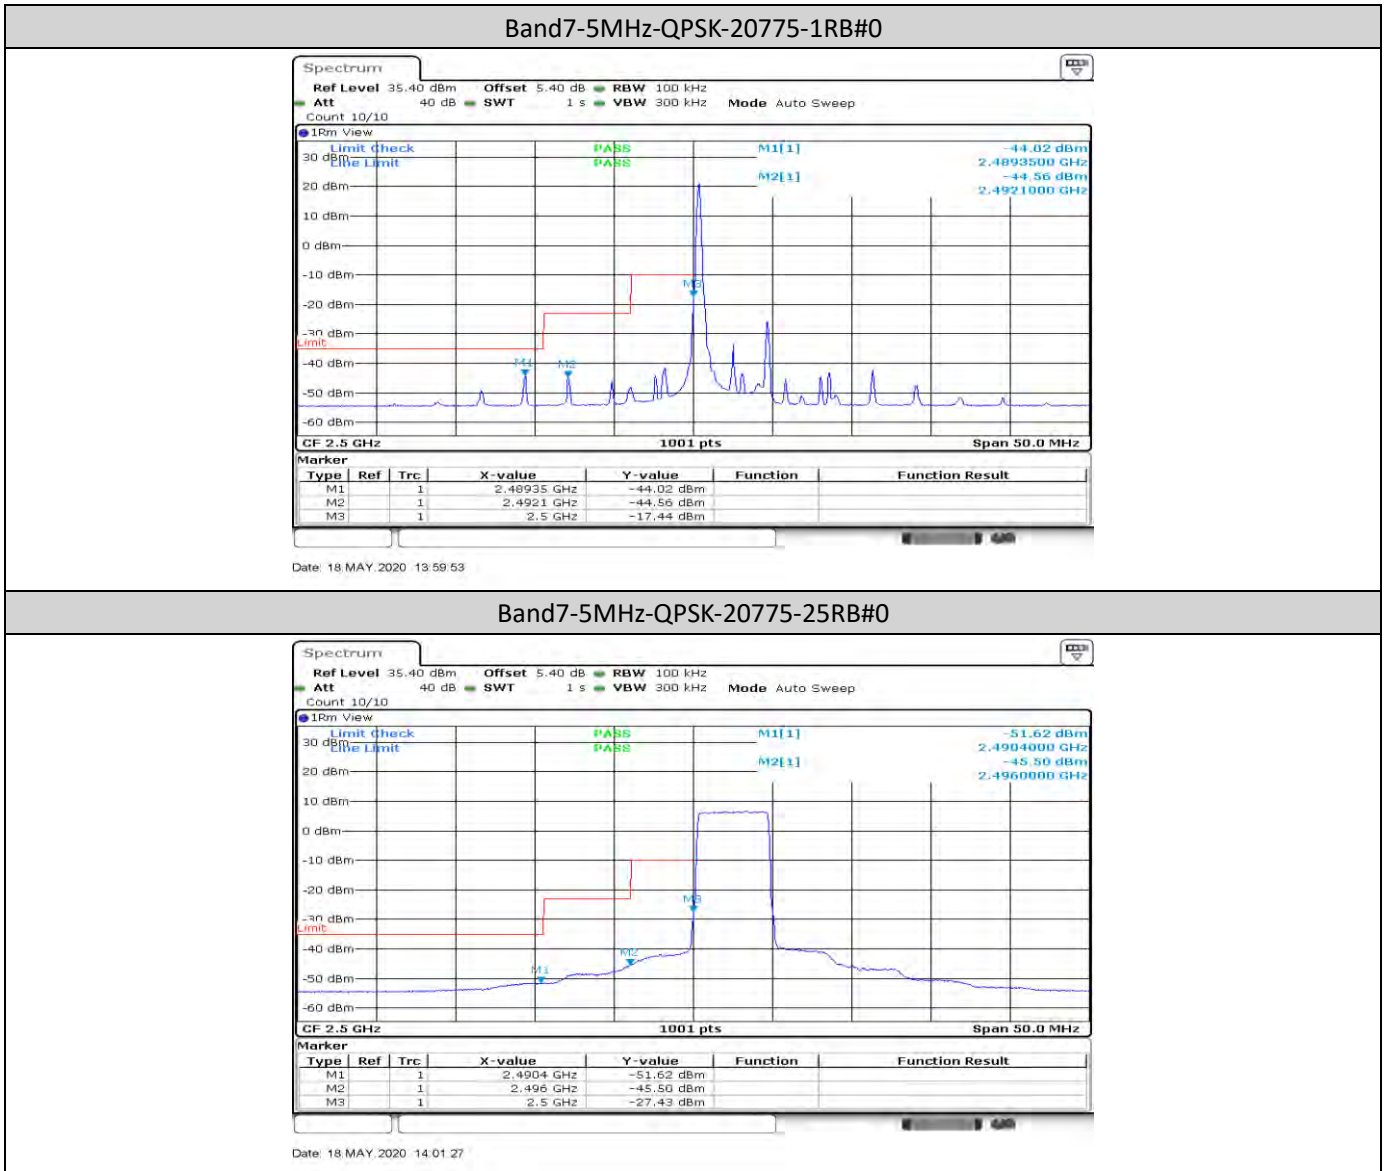 Band7-5MHz-QPSK-20775-1RB#0
Spectrum
Ref Level 35.40 dBm Offset 5.40 dB RBW 100 kHz
Att 40 dB SWT 1 s VBW 300 kHz Mode Auto Sweep
Count 10/10
1Rm View
Limit Check PASS M1[1] -44.02 dBm
30 dBm Line Limit PASS 2.4893500 GHz
M2[1] -44.56 dBm
20 dBm 2.4921000 GHz
10 dBm
0 dBm
-10 dBm
M3
-20 dBm
-30 dBm
Limit
-40 dBm M1 M2
-50 dBm
-60 dBm
CF 2.5 GHz 1001 pts Span 50.0 MHz
Marker
Type Ref Trc X-value Y-value Function Function Result
M1 1 2.48935 GHz -44.02 dBm
M2 1 2.4921 GHz -44.56 dBm
M3 1 2.5 GHz -17.44 dBm
Date: 18.MAY.2020 13:59:53
Band7-5MHz-QPSK-20775-25RB#0
Spectrum
Ref Level 35.40 dBm Offset 5.40 dB RBW 100 kHz
Att 40 dB SWT 1 s VBW 300 kHz Mode Auto Sweep
Count 10/10
1Rm View
Limit Check PASS M1[1] -51.62 dBm
30 dBm Line Limit PASS 2.4904000 GHz
M2[1] -45.50 dBm
20 dBm 2.4960000 GHz
10 dBm
0 dBm
-10 dBm
-20 dBm
M3
-30 dBm
Limit
-40 dBm
M2
M1
-50 dBm
-60 dBm
CF 2.5 GHz 1001 pts Span 50.0 MHz
Marker
Type Ref Trc X-value Y-value Function Function Result
M1 1 2.4904 GHz -51.62 dBm
M2 1 2.496 GHz -45.50 dBm
M3 1 2.5 GHz -27.43 dBm
Date: 18.MAY.2020 14:01:27